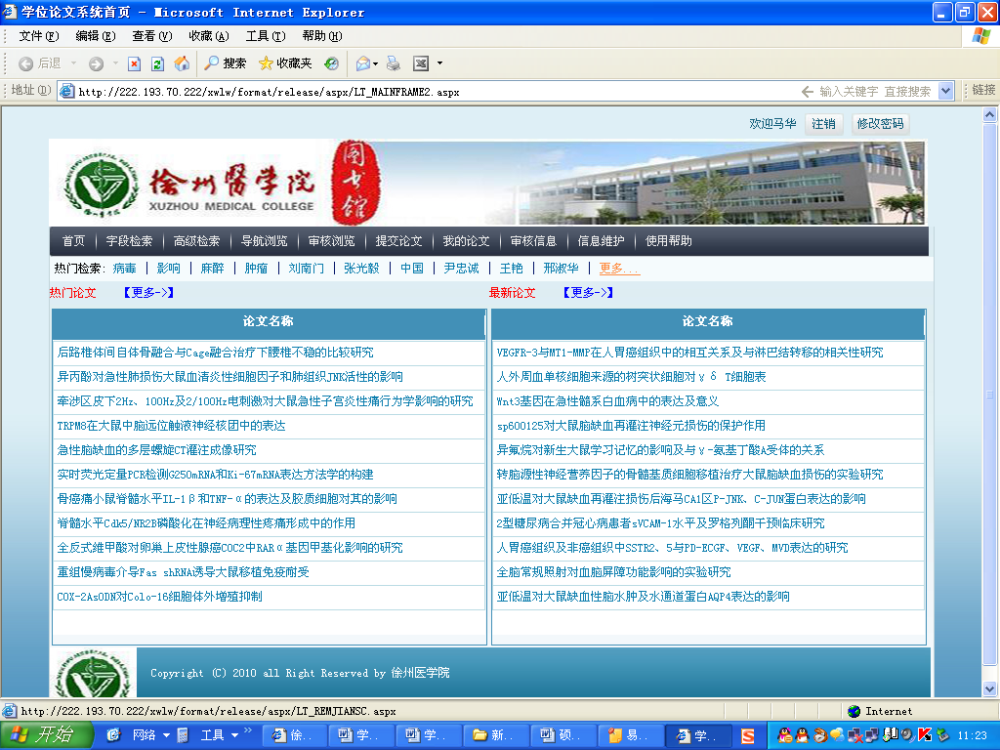 学位论文系统首页 - Microsoft Internet Explorer
文件(F) 编辑(E) 查看(V) 收藏(A) 工具(T) 帮助(H)
后退 搜索 收藏夹
地址(D) http://222.193.70.222/xwlw/format/release/aspx/LT_MAINFRAME2.aspx 输入关键字 直接搜索 链接
欢迎马华 注销 修改密码
徐州醫学院 图书馆
XUZHOU MEDICAL COLLEGE
首页 字段检索 高级检索 导航浏览 审核浏览 提交论文 我的论文 审核信息 信息维护 使用帮助
热门检索: 病毒 | 影响 | 麻醉 | 肿瘤 | 刘南门 | 张光毅 | 中国 | 尹忠诚 | 王艳 | 邢淑华 | 更多...
热门论文 【更多->】 最新论文 【更多->】
论文名称
后路椎体间自体骨融合与Cage融合治疗下腰椎不稳的比较研究
异丙酚对急性肺损伤大鼠血清炎性细胞因子和肺组织JNK活性的影响
牵涉区皮下2Hz、100Hz及2/100Hz电刺激对大鼠急性子宫炎性痛行为学影响的研究
TRPM8在大鼠中脑远位触液神经核团中的表达
急性脑缺血的多层螺旋CT灌注成像研究
实时荧光定量PCR检测G250mRNA和Ki-67mRNA表达方法学的构建
骨癌痛小鼠脊髓水平IL-1β和TNF-α的表达及胶质细胞对其的影响
脊髓水平Cdk5/NR2B磷酸化在神经病理性疼痛形成中的作用
全反式维甲酸对卵巢上皮性腺癌COC2中RARα基因甲基化影响的研究
重组慢病毒介导Fas shRNA诱导大鼠移植免疫耐受
COX-2AsODN对Colo-16细胞体外增殖抑制
论文名称
VEGFR-3与MT1-MMP在人胃癌组织中的相互关系及与淋巴结转移的相关性研究
人外周血单核细胞来源的树突状细胞对γδ T细胞表
Wnt3基因在急性髓系白血病中的表达及意义
sp600125对大鼠脑缺血再灌注神经元损伤的保护作用
异氟烷对新生大鼠学习记忆的影响及与γ-氨基丁酸A受体的关系
转脑源性神经营养因子的骨髓基质细胞移植治疗大鼠脑缺血损伤的实验研究
亚低温对大鼠脑缺血再灌注损伤后海马CA1区P-JNK、C-JUN蛋白表达的影响
2型糖尿病合并冠心病患者sVCAM-1水平及罗格列酮干预临床研究
人胃癌组织及非癌组织中SSTR2、5与PD-ECGF、VEGF、MVD表达的研究
全脑常规照射对血脑屏障功能影响的实验研究
亚低温对大鼠缺血性脑水肿及水通道蛋白AQP4表达的影响
Copyright (C) 2010 all Right Reserved by 徐州医学院
http://222.193.70.222/xwlw/format/release/aspx/LT_REMJIANSC.aspx Internet
开始 网络 工具 徐.. 学.. 学.. 新.. 硕.. 易.. 学.. 11:23